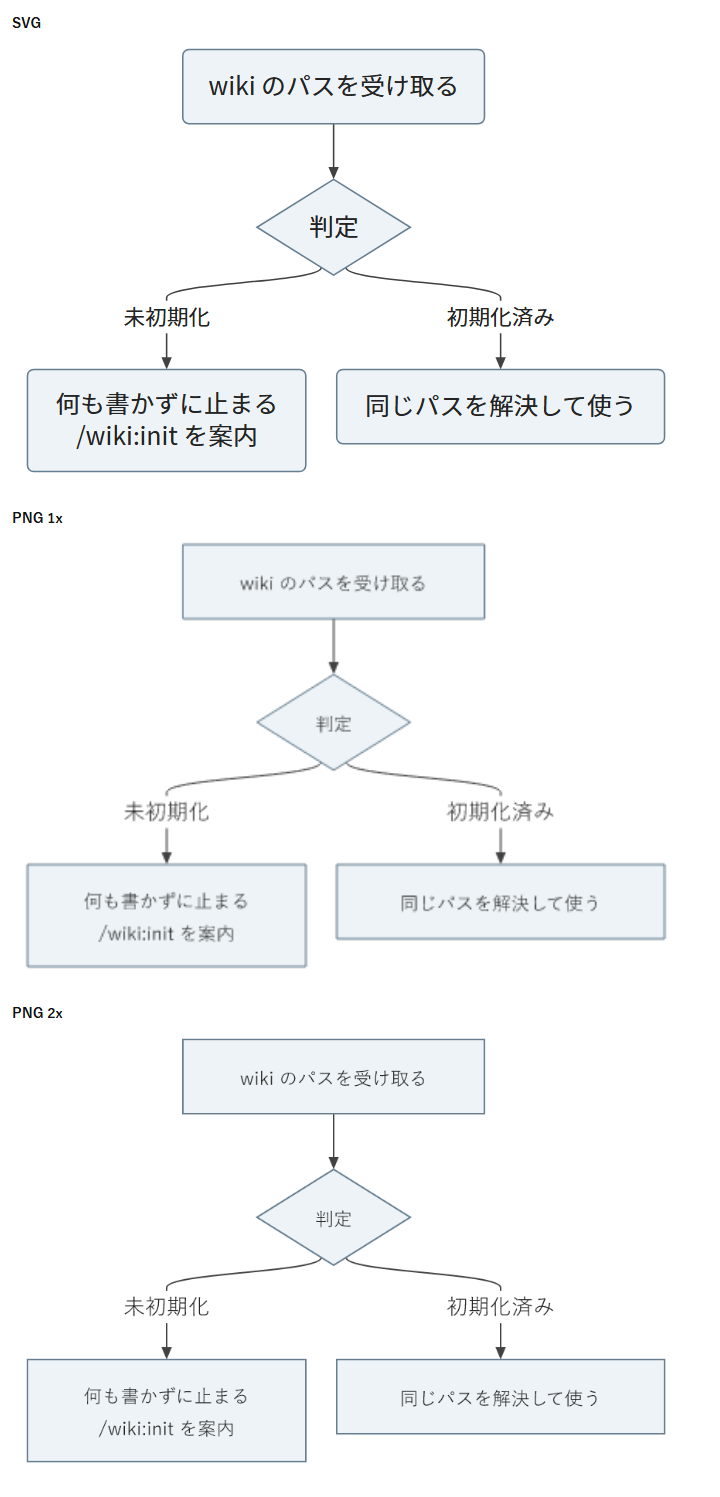 SVG
wiki のパスを受け取る
判定
未初期化
初期化済み
何も書かずに止まる
/wiki:init を案内
同じパスを解決して使う
PNG 1x
wiki のパスを受け取る
判定
未初期化
初期化済み
何も書かずに止まる
/wiki:init を案内
同じパスを解決して使う
PNG 2x
wiki のパスを受け取る
判定
未初期化
初期化済み
何も書かずに止まる
/wiki:init を案内
同じパスを解決して使う